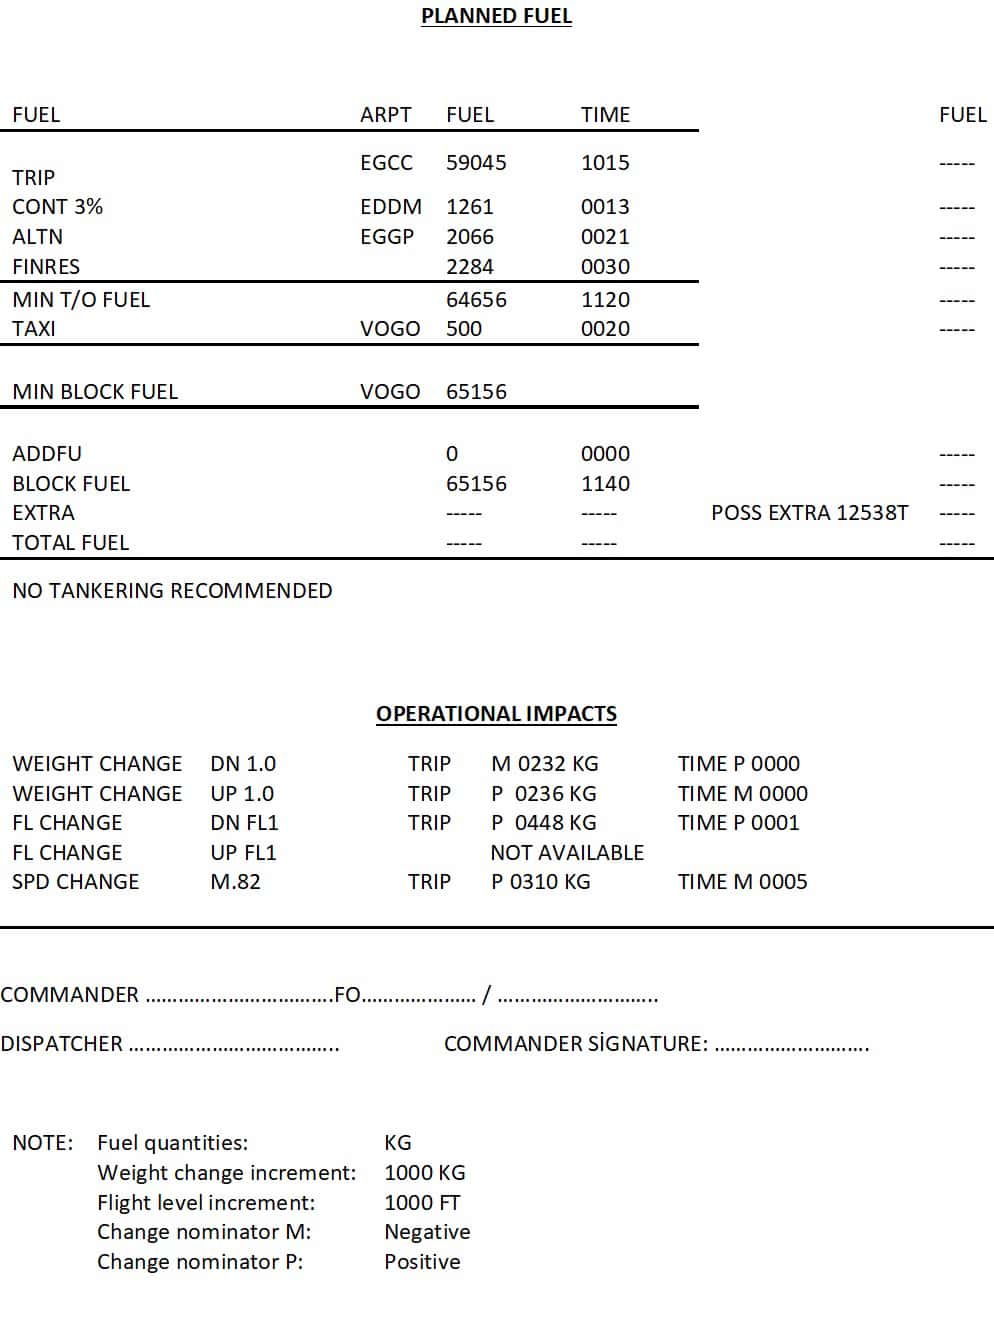 PLANNED FUEL
FUEL ARPT FUEL TIME FUEL
TRIP EGCC 59045 1015 -----
CONT 3% EDDM 1261 0013 -----
ALTN EGGP 2066 0021 -----
FINRES 2284 0030 -----
MIN T/O FUEL 64656 1120 -----
TAXI VOGO 500 0020 -----
MIN BLOCK FUEL VOGO 65156
ADDFU 0 0000 -----
BLOCK FUEL 65156 1140 -----
EXTRA ----- ----- POSS EXTRA 12538T -----
TOTAL FUEL ----- ----- -----
NO TANKERING RECOMMENDED
OPERATIONAL IMPACTS
WEIGHT CHANGE DN 1.0 TRIP M 0232 KG TIME P 0000
WEIGHT CHANGE UP 1.0 TRIP P 0236 KG TIME M 0000
FL CHANGE DN FL1 TRIP P 0448 KG TIME P 0001
FL CHANGE UP FL1 NOT AVAILABLE
SPD CHANGE M.82 TRIP P 0310 KG TIME M 0005
COMMANDER …………………………….FO………………… / ………………………..
DISPATCHER ………………………………..  COMMANDER SİGNATURE: ……………………….
NOTE: Fuel quantities: KG
Weight change increment: 1000 KG
Flight level increment: 1000 FT
Change nominator M: Negative
Change nominator P: Positive